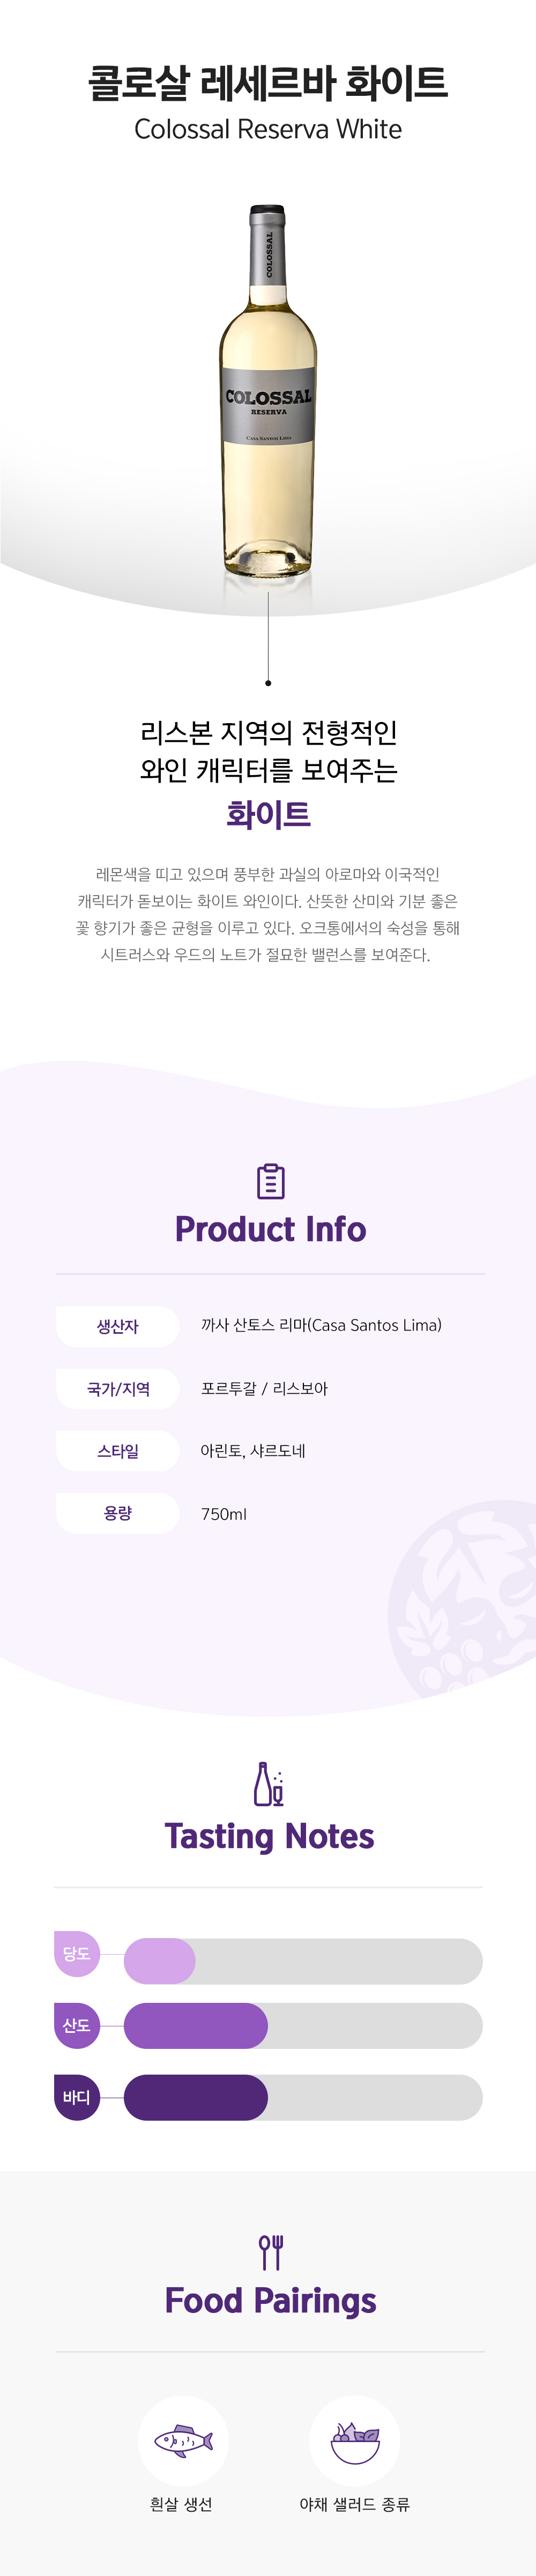 콜로살 레세르바 화이트
Colossal Reserva White
COLOSSAL
COLOSSAL
RESERVA
CASA SANTOS LIMA
리스본 지역의 전형적인
와인 캐릭터를 보여주는
화이트
레몬색을 띠고 있으며 풍부한 과실의 아로마와 이국적인
캐릭터가 돋보이는 화이트 와인이다. 산뜻한 산미와 기분 좋은
꽃 향기가 좋은 균형을 이루고 있다. 오크통에서의 숙성을 통해
시트러스와 우드의 노트가 절묘한 밸런스를 보여준다.
Product Info
생산자 까사 산토스 리마(Casa Santos Lima)
국가/지역 포르투갈 / 리스보아
스타일 아린토, 샤르도네
용량 750ml
Tasting Notes
당도
산도
바디
Food Pairings
흰살 생선 야채 샐러드 종류